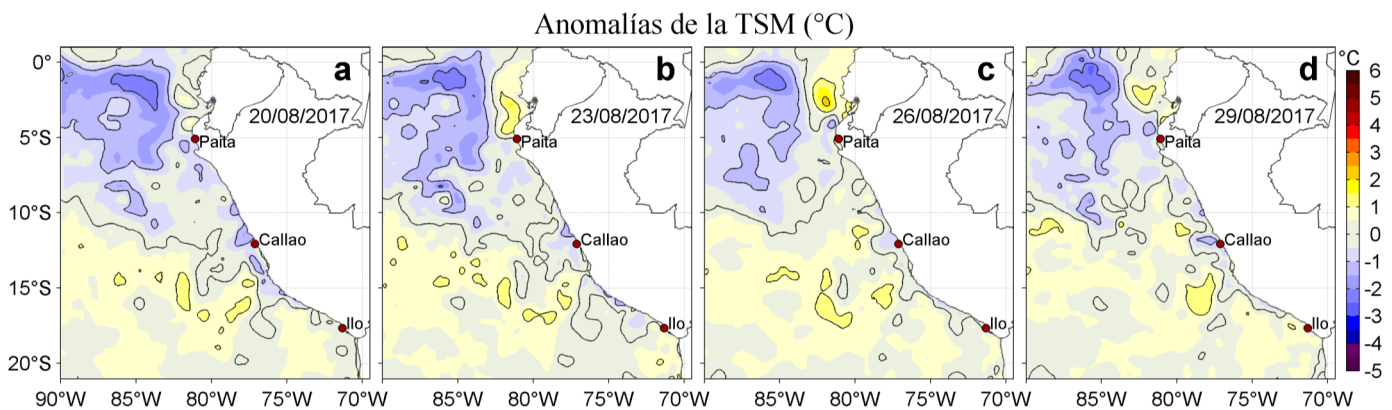 Anomalías de la TSM (°C)
a
20/08/2017
Paita
Callao
Ilo
b
23/08/2017
Paita
Callao
Ilo
c
26/08/2017
Paita
Callao
Ilo
d
29/08/2017
Paita
Callao
Ilo
0°
5°S
10°S
15°S
20°S
90°W 85°W 80°W 75°W 70°W
85°W 80°W 75°W 70°W
85°W 80°W 75°W 70°W
85°W 80°W 75°W 70°W
°C
6
5
4
3
2
1
0
-1
-2
-3
-4
-5